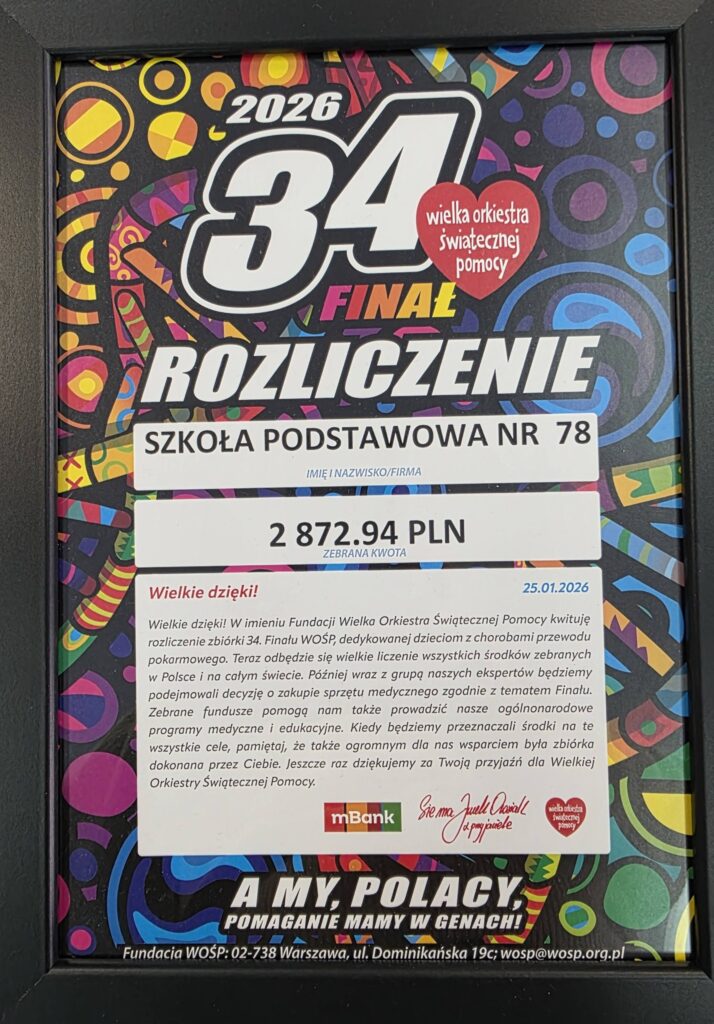 2026
34
wielka orkiestra
świątecznej
pomocy
FINAŁ
ROZLICZENIE
SZKOŁA PODSTAWOWA NR 78
IMIĘ I NAZWISKO/FIRMA
2 872.94 PLN
ZEBRANA KWOTA
Wielkie dzięki! 25.01.2026
Wielkie dzięki! W imieniu Fundacji Wielka Orkiestra Świątecznej Pomocy kwituję
rozliczenie zbiórki 34. Finału WOŚP, dedykowanej dzieciom z chorobami przewodu
pokarmowego. Teraz odbędzie się wielkie liczenie wszystkich środków zebranych
w Polsce i na całym świecie. Później wraz z grupą naszych ekspertów będziemy
podejmowali decyzję o zakupie sprzętu medycznego zgodnie z tematem Finału.
Zebrane fundusze pomogą nam także prowadzić nasze ogólnonarodowe
programy medyczne i edukacyjne. Kiedy będziemy przeznaczali środki na te
wszystkie cele, pamiętaj, że także ogromnym dla nas wsparciem była zbiórka
dokonana przez Ciebie. Jeszcze raz dziękujemy za Twoją przyjaźń dla Wielkiej
Orkiestry Świątecznej Pomocy.
mBank
Siema Jurek Owsiak
z przyjaciele
wielka orkiestra
świątecznej
pomocy
A MY, POLACY,
POMAGANIE MAMY W GENACH!
Fundacja WOŚP: 02-738 Warszawa, ul. Dominikańska 19c; wosp@wosp.org.pl